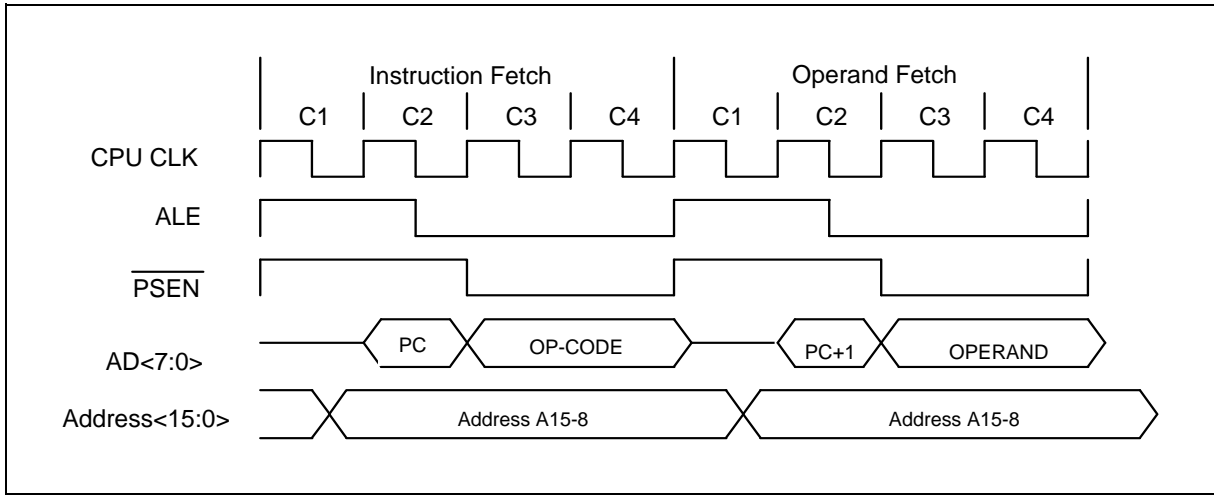 Instruction Fetch Operand Fetch
C1 C2 C3 C4 C1 C2 C3 C4
CPU CLK
ALE
PSEN
AD<7:0> PC OP-CODE PC+1 OPERAND
Address<15:0> Address A15-8 Address A15-8